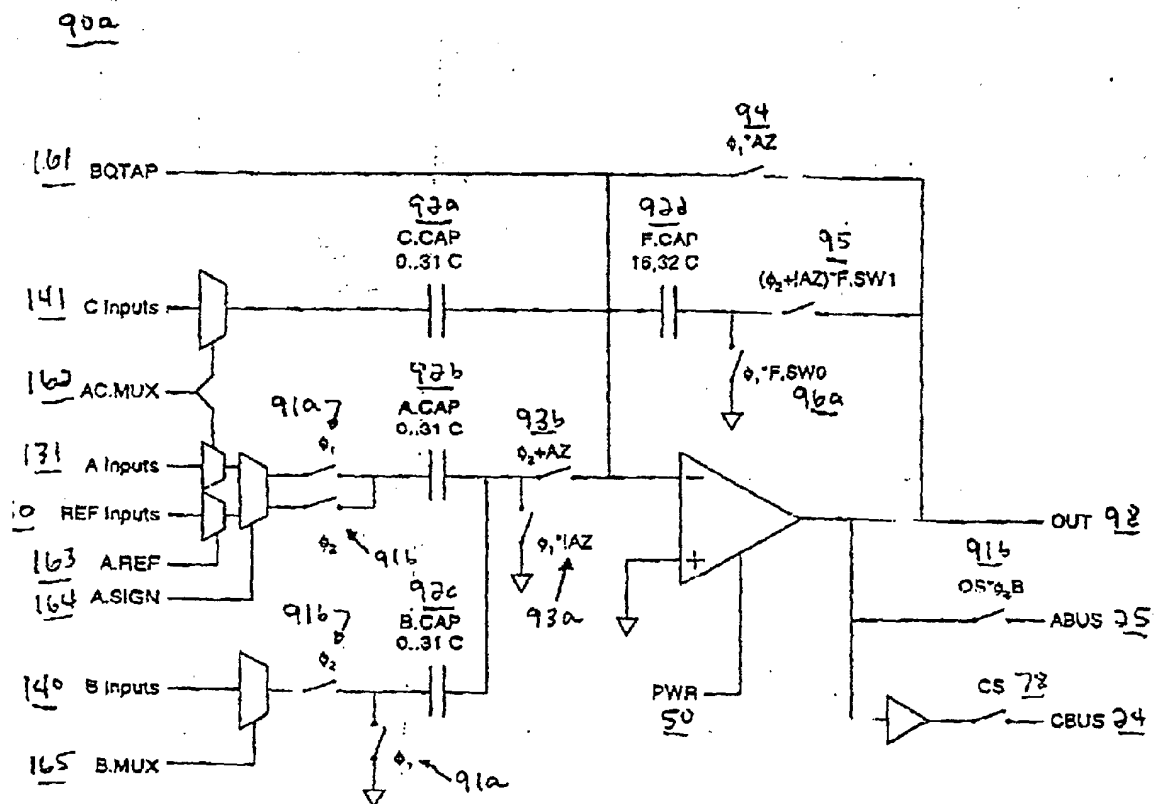 90a
94
φ₁*AZ
161 BQTAP
92a
C.CAP
0..31 C
92d
F.CAP
16,32 C
95
(φ₂+!AZ)*F.SW1
141 C Inputs
φ₁*F.SW0
96a
162 AC.MUX
92b
A.CAP
0..31 C
91a
φ₁
93b
φ₂+AZ
131 A Inputs
REF Inputs
φ₂
91b
φ₁*!AZ
93a
163 A.REF
164 A.SIGN
OUT 98
91b
OS*φ₂B
ABUS 25
92c
B.CAP
0..31 C
91b
φ₂
140 B Inputs
PWR
50
CS 78
CBUS 24
φ₁
91a
165 B.MUX